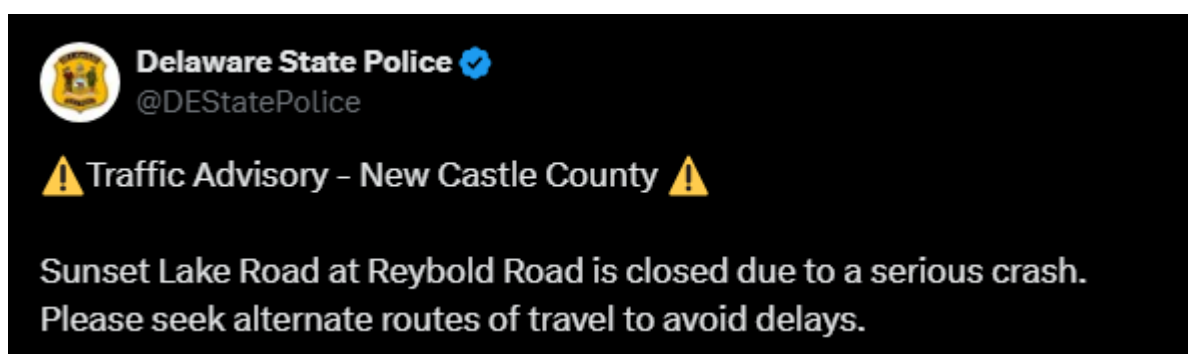 Delaware State Police
@DEStatePolice
⚠️Traffic Advisory - New Castle County ⚠️
Sunset Lake Road at Reybold Road is closed due to a serious crash.
Please seek alternate routes of travel to avoid delays.